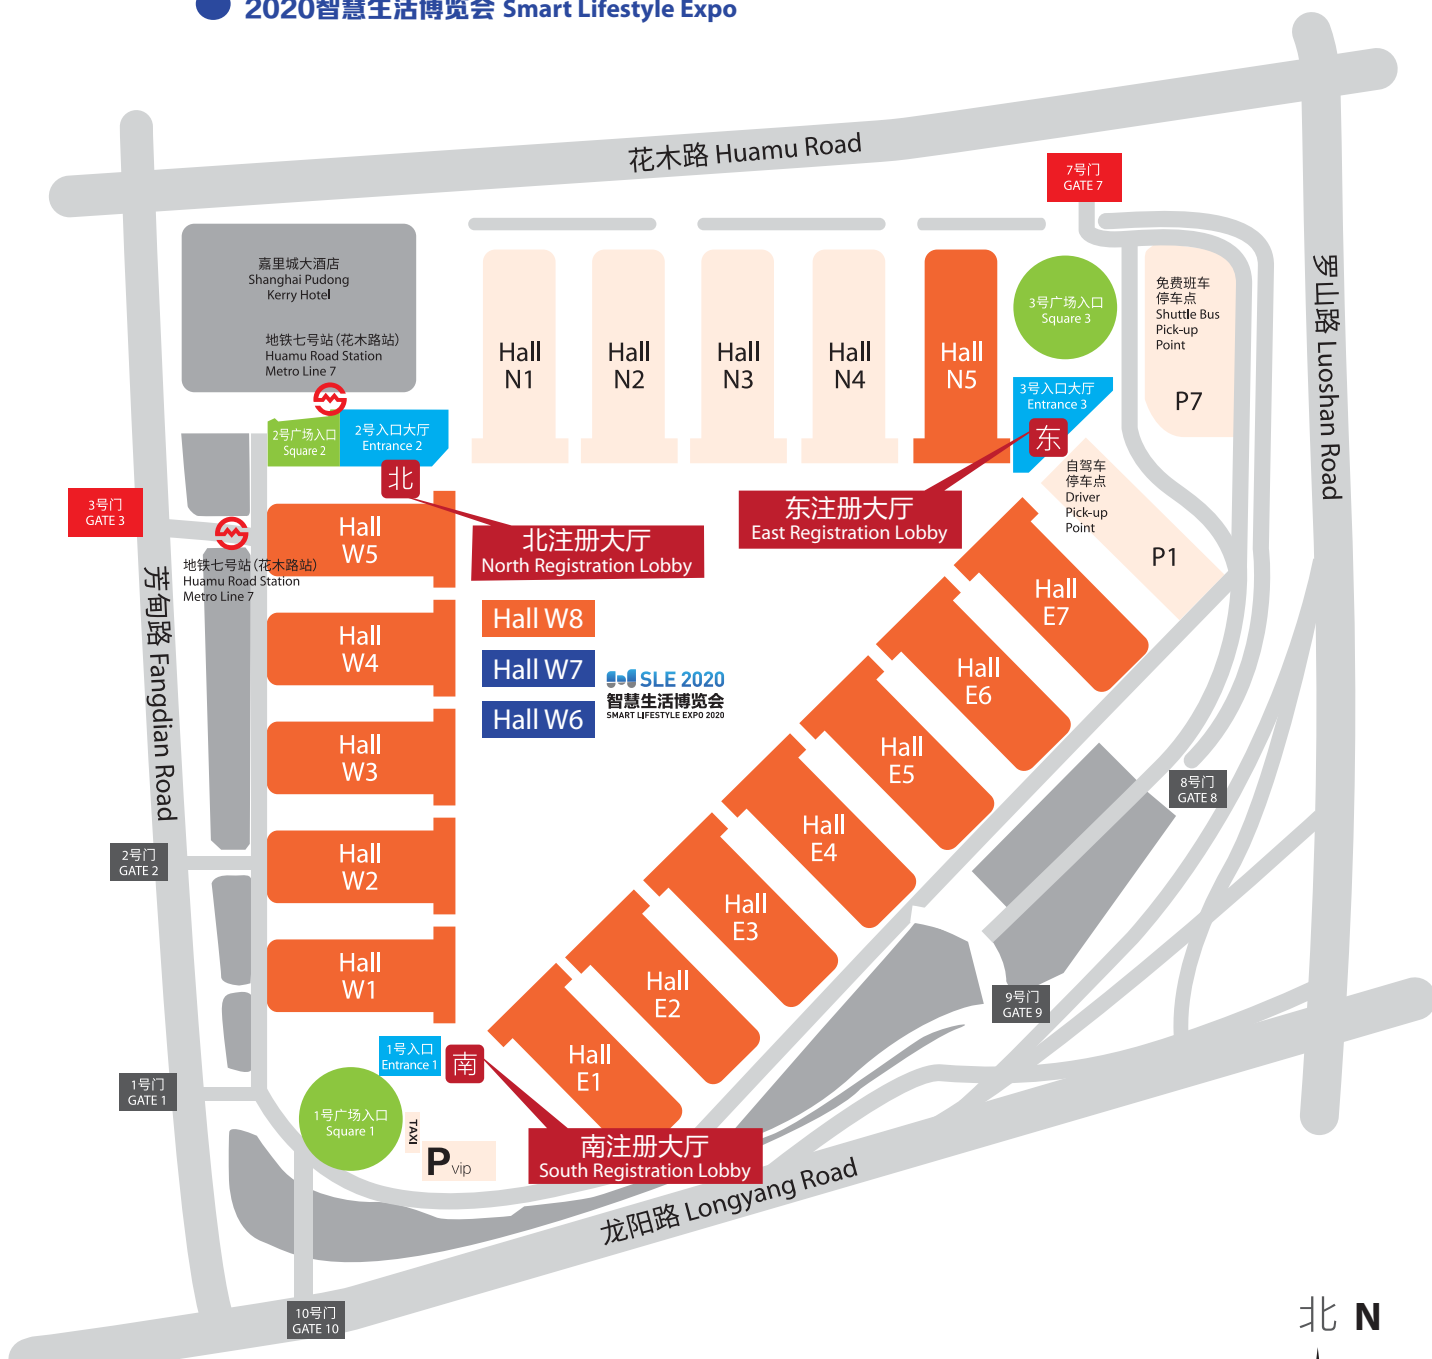 2020智慧生活博览会 Smart Lifestyle Expo
花木路 Huamu Road
7号门
GATE 7
嘉里城大酒店
Shanghai Pudong
Kerry Hotel
地铁七号站(花木路站)
Huamu Road Station
Metro Line 7
Hall
N1
Hall
N2
Hall
N3
Hall
N4
Hall
N5
3号广场入口
Square 3
免费班车
停车点
Shuttle Bus
Pick-up
Point
P7
罗山路 Luoshan Road
2号广场入口
Square 2
2号入口大厅
Entrance 2
北
3号入口大厅
Entrance 3
东
自驾车
停车点
Driver
Pick-up
Point
P1
3号门
GATE 3
地铁七号站(花木路站)
Huamu Road Station
Metro Line 7
北注册大厅
North Registration Lobby
东注册大厅
East Registration Lobby
芳甸路 Fangdian Road
Hall
W5
Hall
W4
Hall
W3
Hall
W2
Hall
W1
Hall W8
Hall W7
Hall W6
SLE 2020
智慧生活博览会
SMART LIFESTYLE EXPO 2020
Hall
E7
Hall
E6
Hall
E5
Hall
E4
Hall
E3
Hall
E2
Hall
E1
8号门
GATE 8
2号门
GATE 2
9号门
GATE 9
1号门
GATE 1
1号入口
Entrance 1
南
1号广场入口
Square 1
TAXI
P vip
南注册大厅
South Registration Lobby
龙阳路 Longyang Road
10号门
GATE 10
北 N